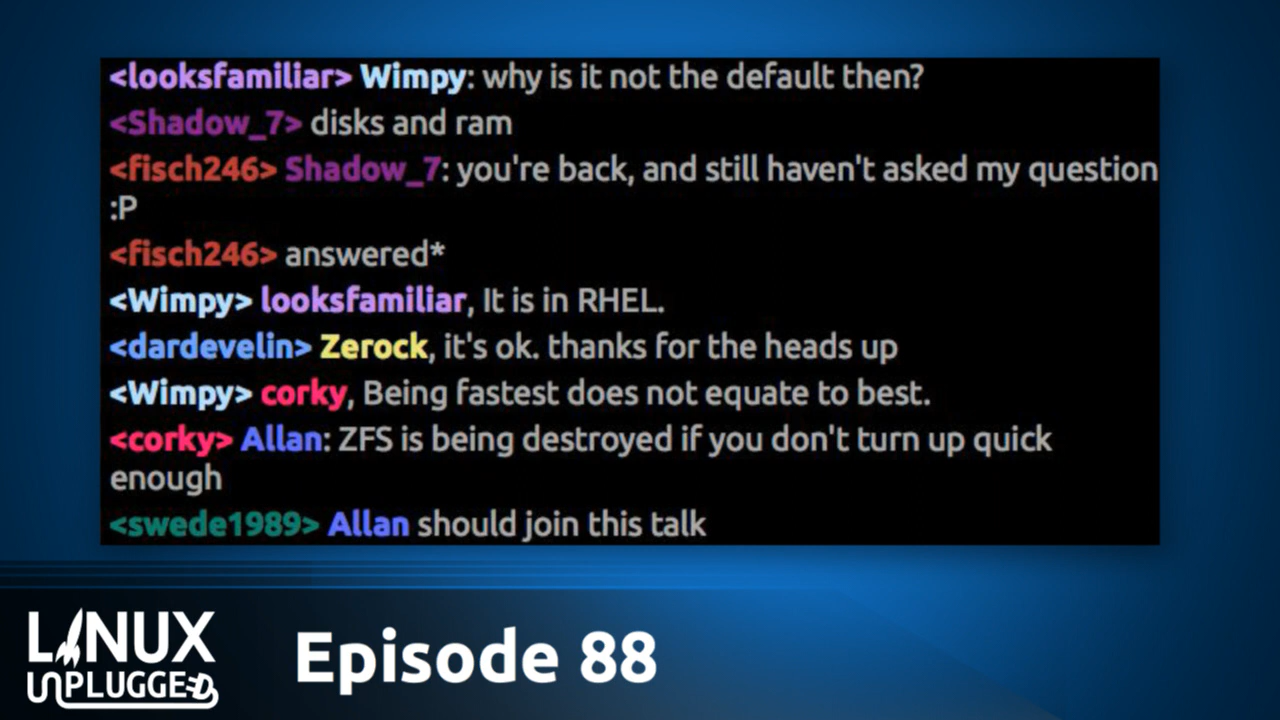 <looksfamiliar> Wimpy: why is it not the default then?
<Shadow_7> disks and ram
<fisch246> Shadow_7: you're back, and still haven't asked my question
:P
<fisch246> answered*
<Wimpy> looksfamiliar, It is in RHEL.
<dardevelin> Zerock, it's ok. thanks for the heads up
<Wimpy> corky, Being fastest does not equate to best.
<corky> Allan: ZFS is being destroyed if you don't turn up quick
enough
<swede1989> Allan should join this talk
LINUX
UNPLUGGED
Episode 88